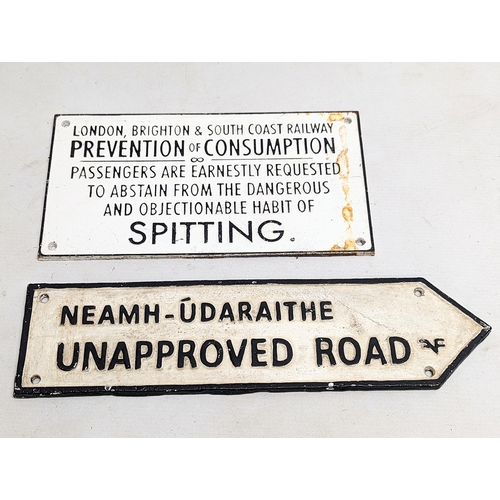 LONDON, BRIGHTON & SOUTH COAST RAILWAY
PREVENTION OF CONSUMPTION
PASSENGERS ARE EARNESTLY REQUESTED
TO ABSTAIN FROM THE DANGEROUS
AND OBJECTIONABLE HABIT OF
SPITTING.
NEAMH-ÚDARAITHE
UNAPPROVED ROAD